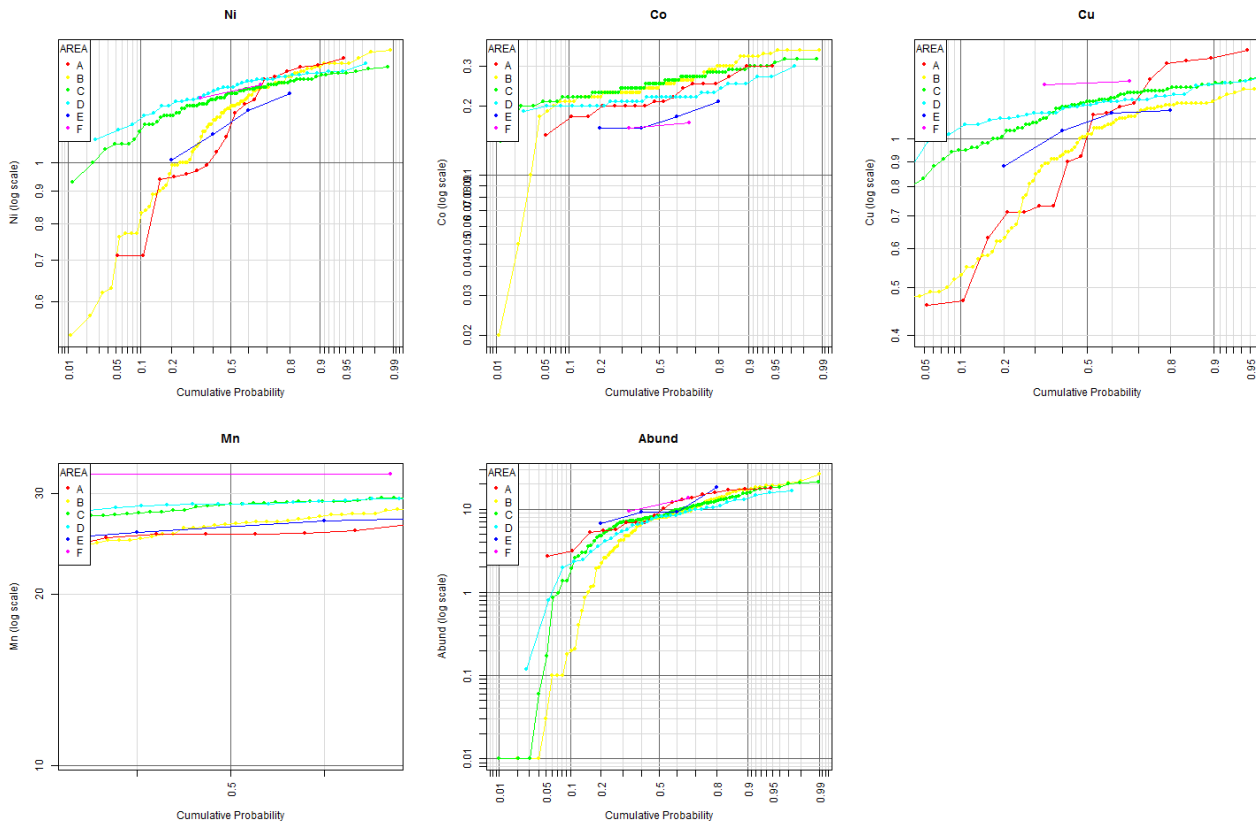 Ni
AREA
A
B
C
D
E
F
Ni (log scale)
1
0.9
0.8
0.7
0.6
0.01
0.05
0.1
0.2
0.5
0.8
0.9
0.95
0.99
Cumulative Probability
Co
AREA
A
B
C
D
E
F
Co (log scale)
0.3
0.2
0.1
0.05
0.04
0.03
0.02
0.01
0.05
0.1
0.2
0.5
0.8
0.9
0.95
0.99
Cumulative Probability
Cu
AREA
A
B
C
D
E
F
Cu (log scale)
1
0.9
0.8
0.7
0.6
0.5
0.4
0.05
0.1
0.2
0.5
0.8
0.9
0.95
Cumulative Probability
Mn
AREA
A
B
C
D
E
F
Mn (log scale)
30
20
10
0.5
Cumulative Probability
Abund
AREA
A
B
C
D
E
F
Abund (log scale)
10
1
0.1
0.01
0.01
0.05
0.1
0.2
0.5
0.8
0.9
0.95
0.99
Cumulative Probability